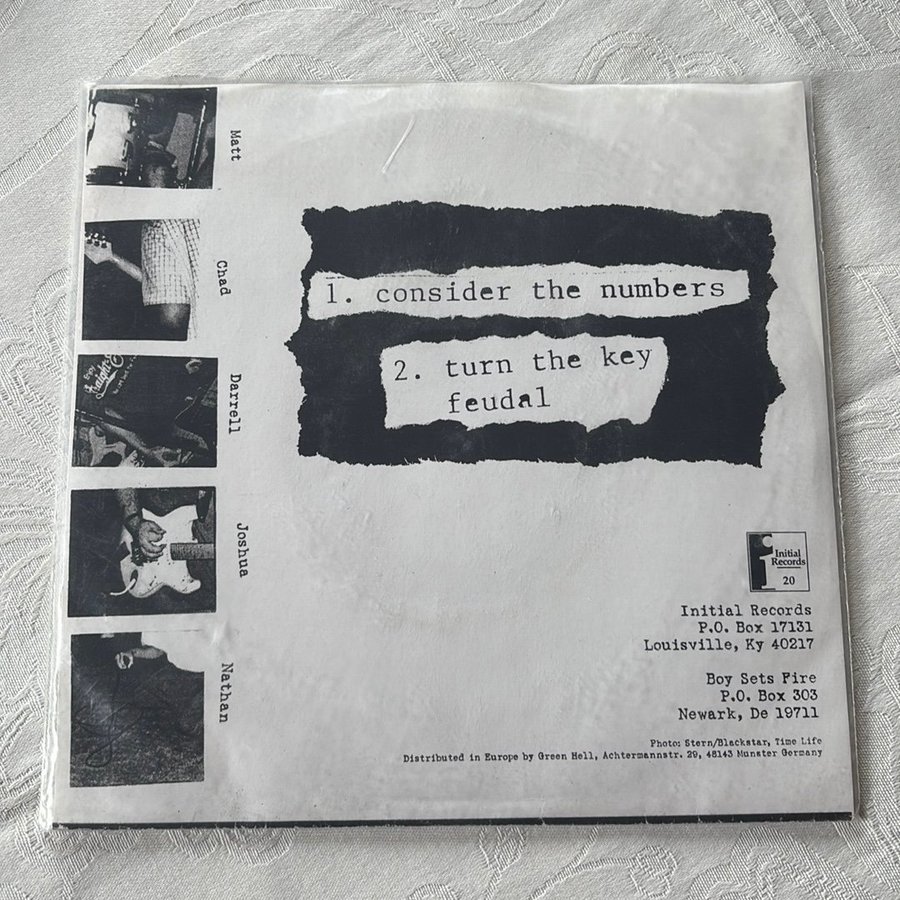 Matt
Chad
Darrell
Joshua
Nathan
1. consider the numbers
2. turn the key
feudal
Initial
Records
20
Initial Records
P.O. Box 17131
Louisville, Ky 40217
Boy Sets Fire
P.O. Box 303
Newark, De 19711
Photo: Stern/Blackstar, Time Life
Distributed in Europe by Green Hell, Achtermannstr. 29, 48143 Munster Germany